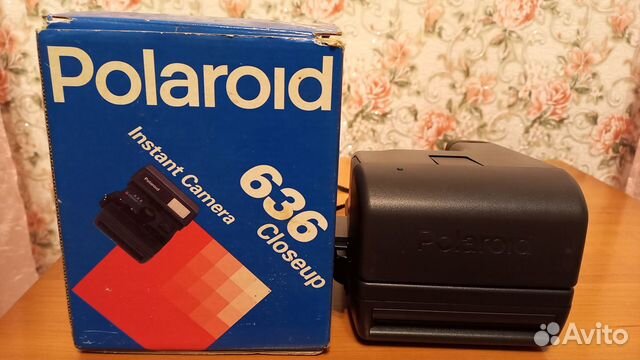 Polaroid
Instant Camera
Polaroid
636
Closeup
Polaroid
Avito